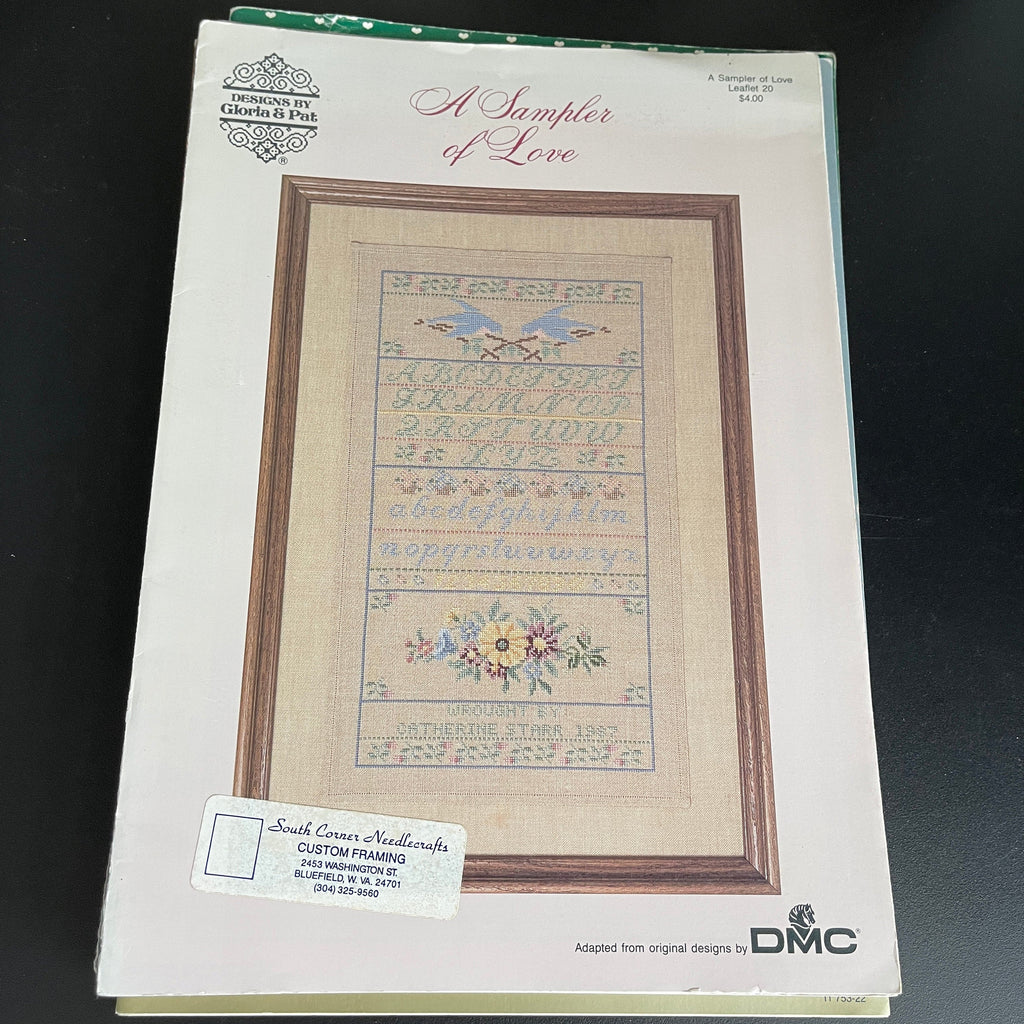 DESIGNS BY
Gloria & Pat
®
A Sampler
of Love
A Sampler of Love
Leaflet 20
$4.00
ABCDEFGHI
JKLMNOP
QRSTUVW
XYZ
abcdefghijklm
nopqrstuvwxyz
WROUGHT BY:
CATHERINE STARK 1987
South Corner Needlecrafts
CUSTOM FRAMING
2453 WASHINGTON ST.
BLUEFIELD, W. VA. 24701
(304) 325-9560
Adapted from original designs by DMC®